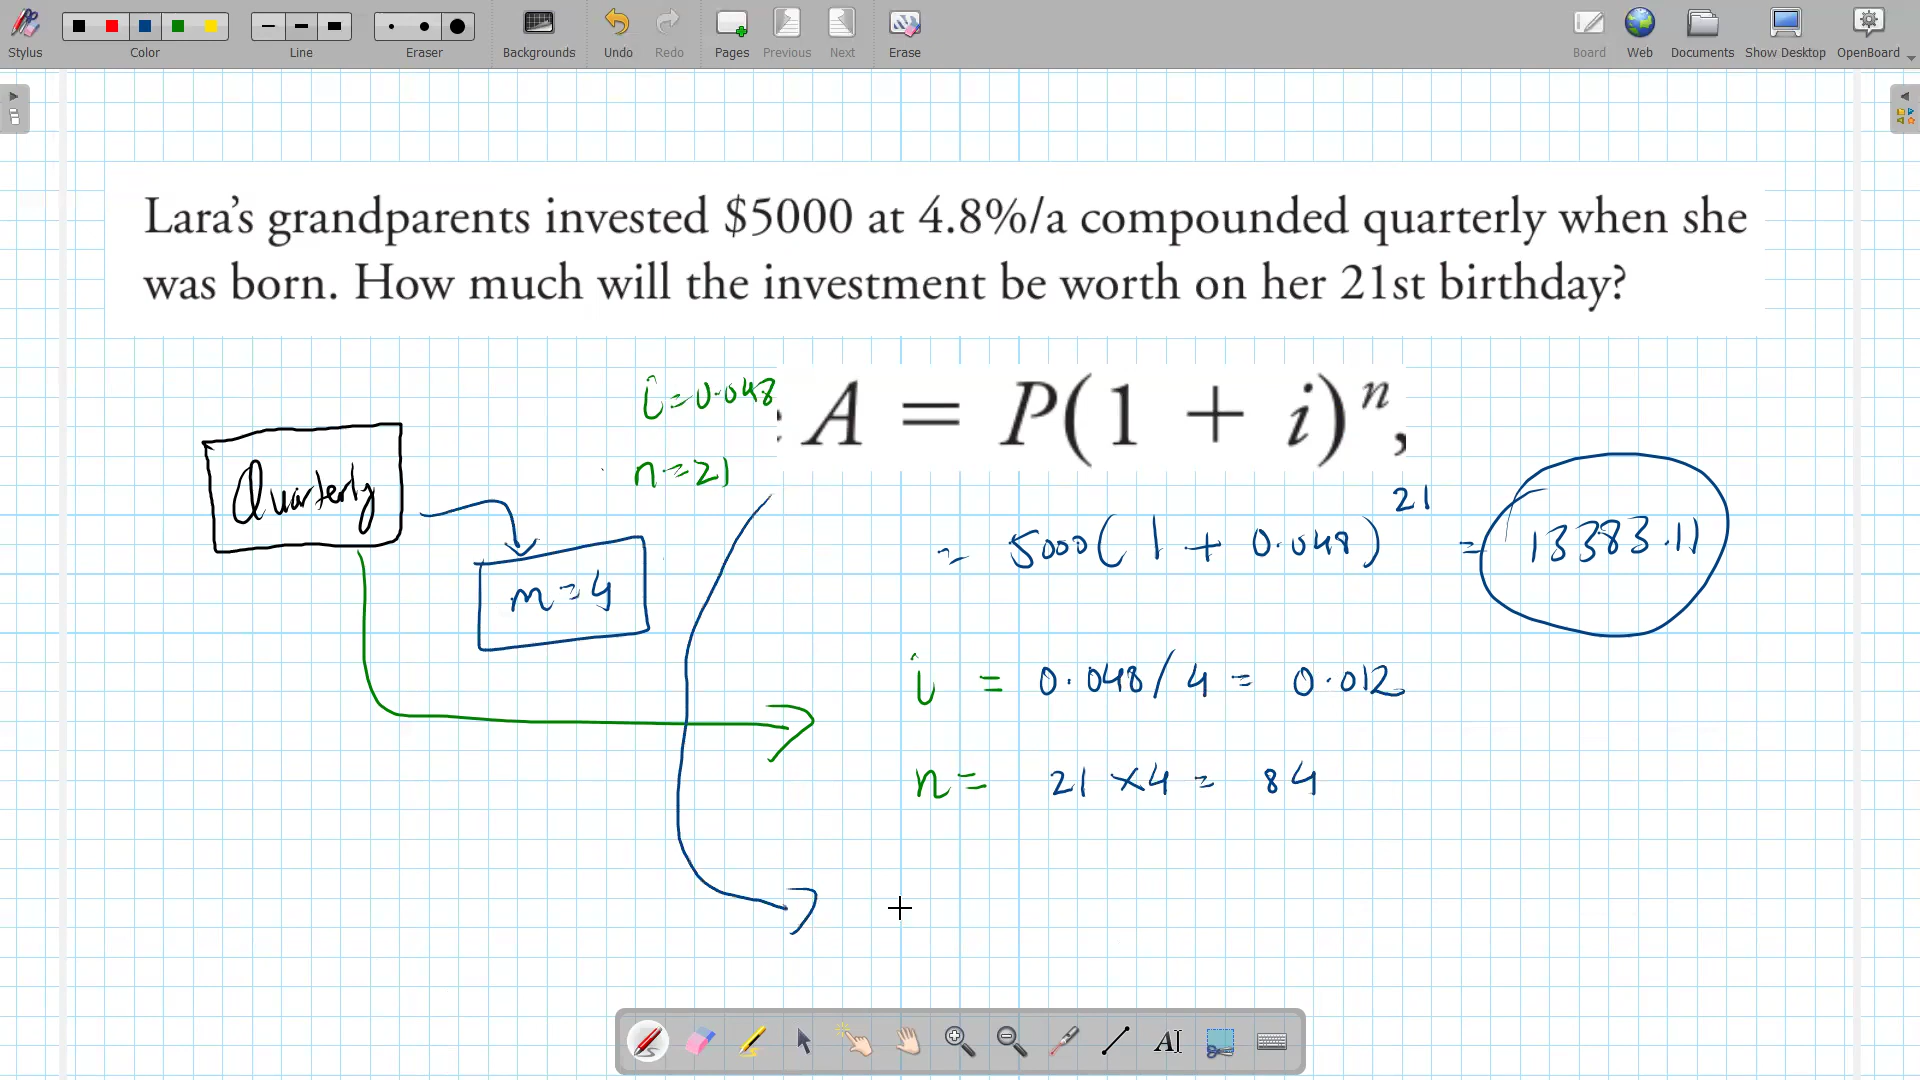 Stylus Color Line Eraser Backgrounds Undo Redo Pages Previous Next Erase Board Web Documents Show Desktop OpenBoard
Lara's grandparents invested $5000 at 4.8%/a compounded quarterly when she
was born. How much will the investment be worth on her 21st birthday?
i = 0.048
A = P(1 + i)^n,
n = 21
Quarterly
= 5000(1 + 0.048)^21 = 13383.11
m = 4
i = 0.048/4 = 0.012
n = 21 × 4 = 84